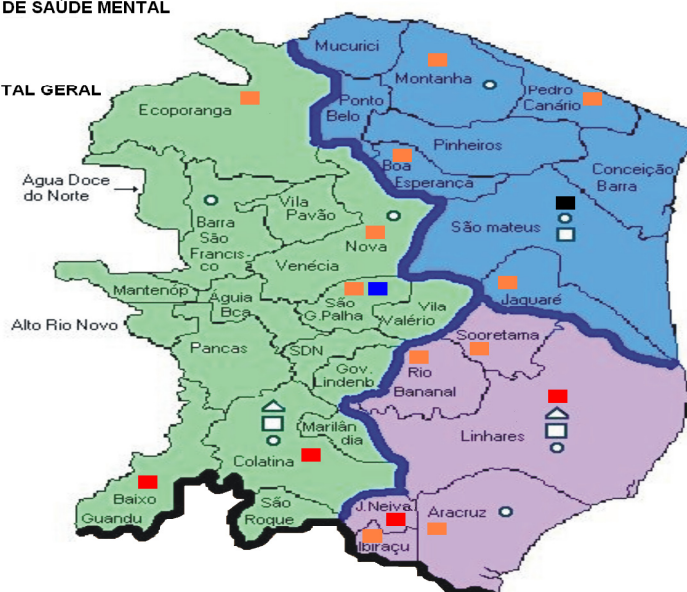 DE SAÚDE MENTAL
TAL GERAL
Mucurici
Montanha
Ecoporanga
Ponto
Belo
Pedro
Canário
Pinheiros
Boa
Esperança
Conceição
Barra
Agua Doce
do Norte
Vila
Pavão
Barra
São
Francis-
co
Nova
Venécia
São mateus
Mantenóp
Aguia
Bca
São
G.Palha
Vila
Valério
Jaquaré
Alto Rio Novo
Pancas
SDN
Gov.
Lindenb.
Sooretama
Rio
Bananal
Marilân
dia
Linhares
Colatina
Baixo
Guandu
São
Roque
J.Neiva
Ibiraçu
Aracruz